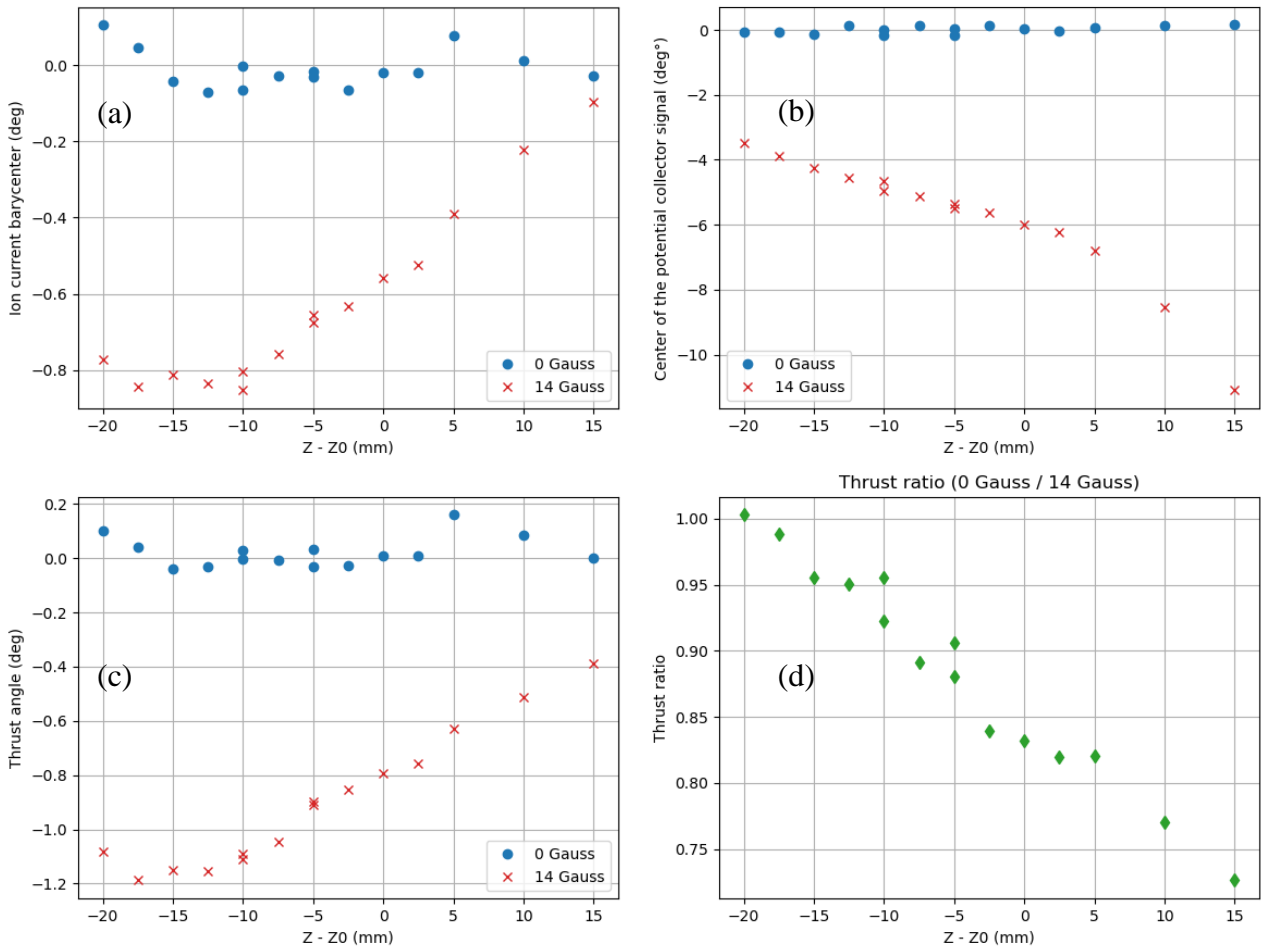 0.0
−0.2
−0.4
−0.6
−0.8
Ion current barycenter (deg)
(a)
0 Gauss
14 Gauss
−20 −15 −10 −5 0 5 10 15
Z - Z0 (mm)
0
−2
−4
−6
−8
−10
Center of the potential collector signal (deg°)
(b)
0 Gauss
14 Gauss
−20 −15 −10 −5 0 5 10 15
Z - Z0 (mm)
0.2
0.0
−0.2
−0.4
−0.6
−0.8
−1.0
−1.2
Thrust angle (deg)
(c)
0 Gauss
14 Gauss
−20 −15 −10 −5 0 5 10 15
Z - Z0 (mm)
Thrust ratio (0 Gauss / 14 Gauss)
1.00
0.95
0.90
0.85
0.80
0.75
Thrust ratio
(d)
−20 −15 −10 −5 0 5 10 15
Z - Z0 (mm)